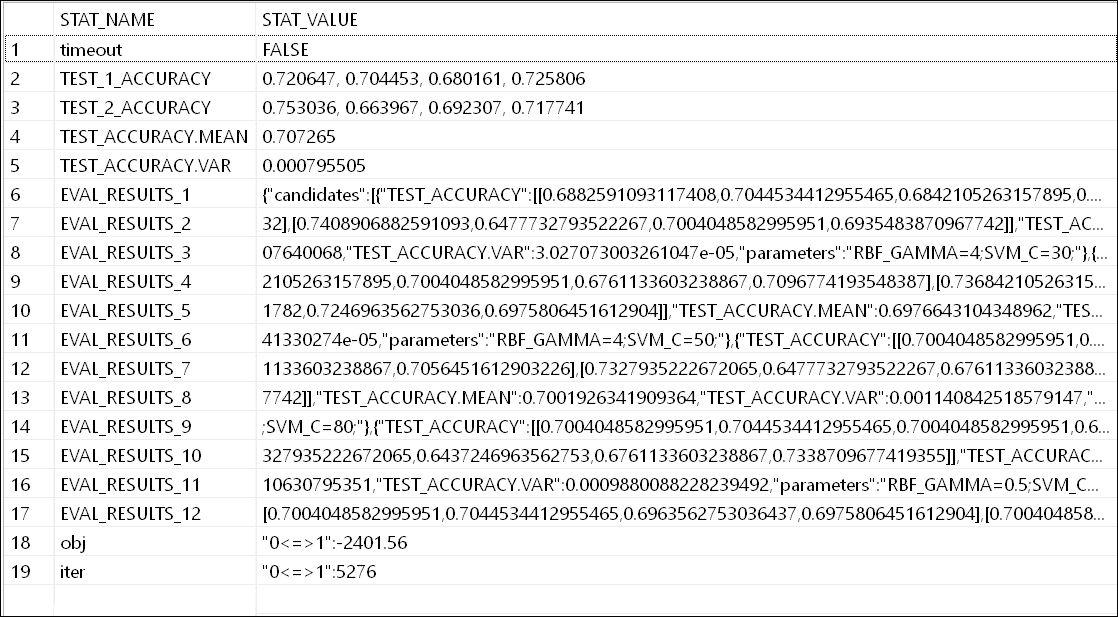 STAT_NAME STAT_VALUE
1 timeout FALSE
2 TEST_1_ACCURACY 0.720647, 0.704453, 0.680161, 0.725806
3 TEST_2_ACCURACY 0.753036, 0.663967, 0.692307, 0.717741
4 TEST_ACCURACY.MEAN 0.707265
5 TEST_ACCURACY.VAR 0.000795505
6 EVAL_RESULTS_1 {"candidates":[{"TEST_ACCURACY":[[0.6882591093117408,0.7044534412955465,0.6842105263157895,0....
7 EVAL_RESULTS_2 32],[0.7408906882591093,0.6477732793522267,0.7004048582995951,0.6935483870967742]],"TEST_AC...
8 EVAL_RESULTS_3 07640068,"TEST_ACCURACY.VAR":3.027073003261047e-05,"parameters":"RBF_GAMMA=4;SVM_C=30;"},{...
9 EVAL_RESULTS_4 2105263157895,0.7004048582995951,0.6761133603238867,0.7096774193548387],[0.73684210526315...
10 EVAL_RESULTS_5 1782,0.7246963562753036,0.6975806451612904]],"TEST_ACCURACY.MEAN":0.6976643104348962,"TES...
11 EVAL_RESULTS_6 41330274e-05,"parameters":"RBF_GAMMA=4;SVM_C=50;"},{"TEST_ACCURACY":[[0.7004048582995951,0....
12 EVAL_RESULTS_7 1133603238867,0.7056451612903226],[0.7327935222672065,0.6477732793522267,0.67611336032388...
13 EVAL_RESULTS_8 7742]],"TEST_ACCURACY.MEAN":0.7001926341909364,"TEST_ACCURACY.VAR":0.001140842518579147,"...
14 EVAL_RESULTS_9 ;SVM_C=80;"},{"TEST_ACCURACY":[[0.7004048582995951,0.7044534412955465,0.7004048582995951,0.6...
15 EVAL_RESULTS_10 327935222672065,0.6437246963562753,0.6761133603238867,0.7338709677419355]],"TEST_ACCURAC...
16 EVAL_RESULTS_11 10630795351,"TEST_ACCURACY.VAR":0.0009880088228239492,"parameters":"RBF_GAMMA=0.5;SVM_C...
17 EVAL_RESULTS_12 [0.7004048582995951,0.7044534412955465,0.6963562753036437,0.6975806451612904],[0.700404858...
18 obj "0<=>1":-2401.56
19 iter "0<=>1":5276